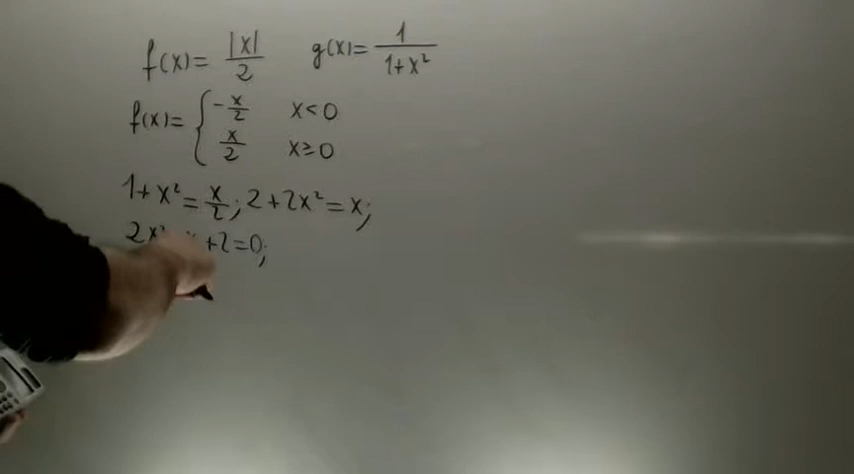 f(x)= |x|/2 g(x)= 1/(1+x²)
f(x)= { -x/2 x<0
x/2 x≥0
1+x²= x/2; 2+2x²=x;
2x² +2=0;